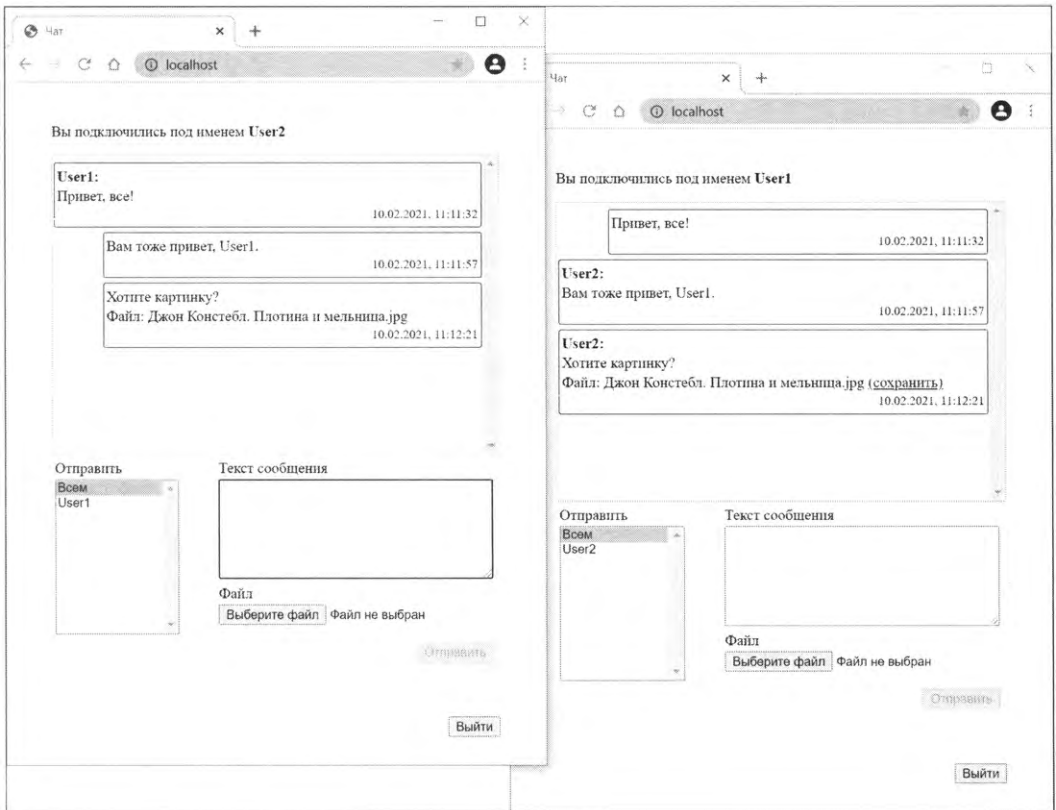 Чат
localhost
Вы подключились под именем User2
User1:
Привет, все!
10.02.2021, 11:11:32
Вам тоже привет, User1.
10.02.2021, 11:11:57
Хотите картинку?
Файл: Джон Констебл. Плотина и мельница.jpg
10.02.2021, 11:12:21
Отправить
Всем
User1
Текст сообщения
Файл
Выберите файл Файл не выбран
Отправить
Выйти
Чат
localhost
Вы подключились под именем User1
Привет, все!
10.02.2021, 11:11:32
User2:
Вам тоже привет, User1.
10.02.2021, 11:11:57
User2:
Хотите картинку?
Файл: Джон Констебл. Плотина и мельница.jpg (сохранить)
10.02.2021, 11:12:21
Отправить
Всем
User2
Текст сообщения
Файл
Выберите файл Файл не выбран
Отправить
Выйти